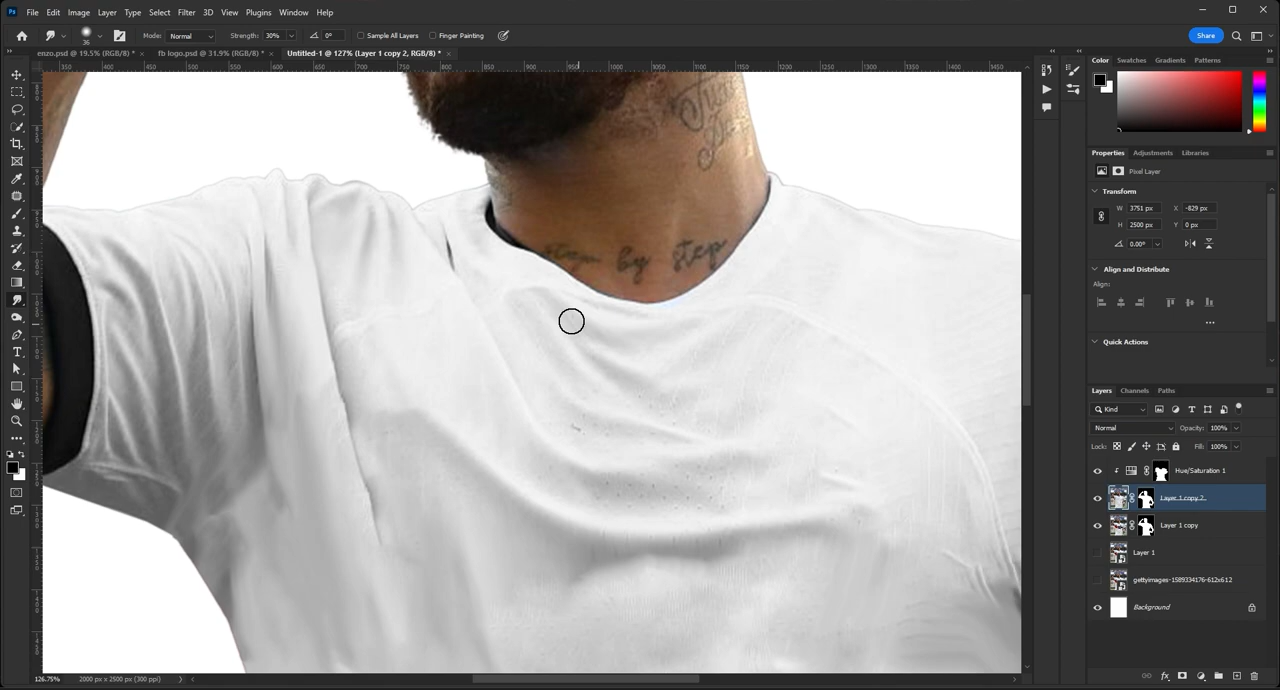 Ps File Edit Image Layer Type Select Filter 3D View Plugins Window Help
36 Mode: Normal Strength: 30% 0° Sample All Layers Finger Painting Share
enzo.psd @ 19.5% (RGB/8) * × fb logo.psd @ 31.9% (RGB/8) * × Untitled-1 @ 127% (Layer 1 copy 2, RGB/8) * ×
by Step
Color Swatches Gradients Patterns
Properties Adjustments Libraries
Pixel Layer
Transform
W 3751 px X -829 px
H 2500 px Y 0 px
0.00°
Align and Distribute
Align:
Quick Actions
Layers Channels Paths
Kind
Normal Opacity: 100%
Lock: Fill: 100%
Hue/Saturation 1
Layer 1 copy 2
Layer 1 copy
Layer 1
gettyimages-1589334176-612x612
Background
126.75% 2000 px x 2500 px (300 ppi)